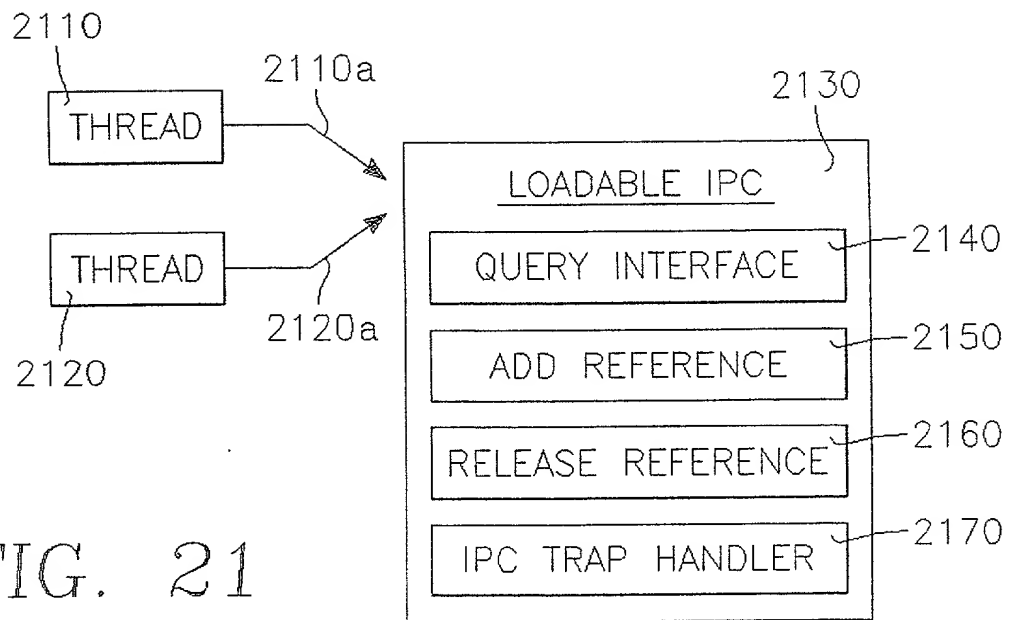 2110
2110a
THREAD
2130
LOADABLE IPC
2140
QUERY INTERFACE
THREAD
2120a
2120
2150
ADD REFERENCE
2160
RELEASE REFERENCE
2170
IPC TRAP HANDLER
FIG. 21